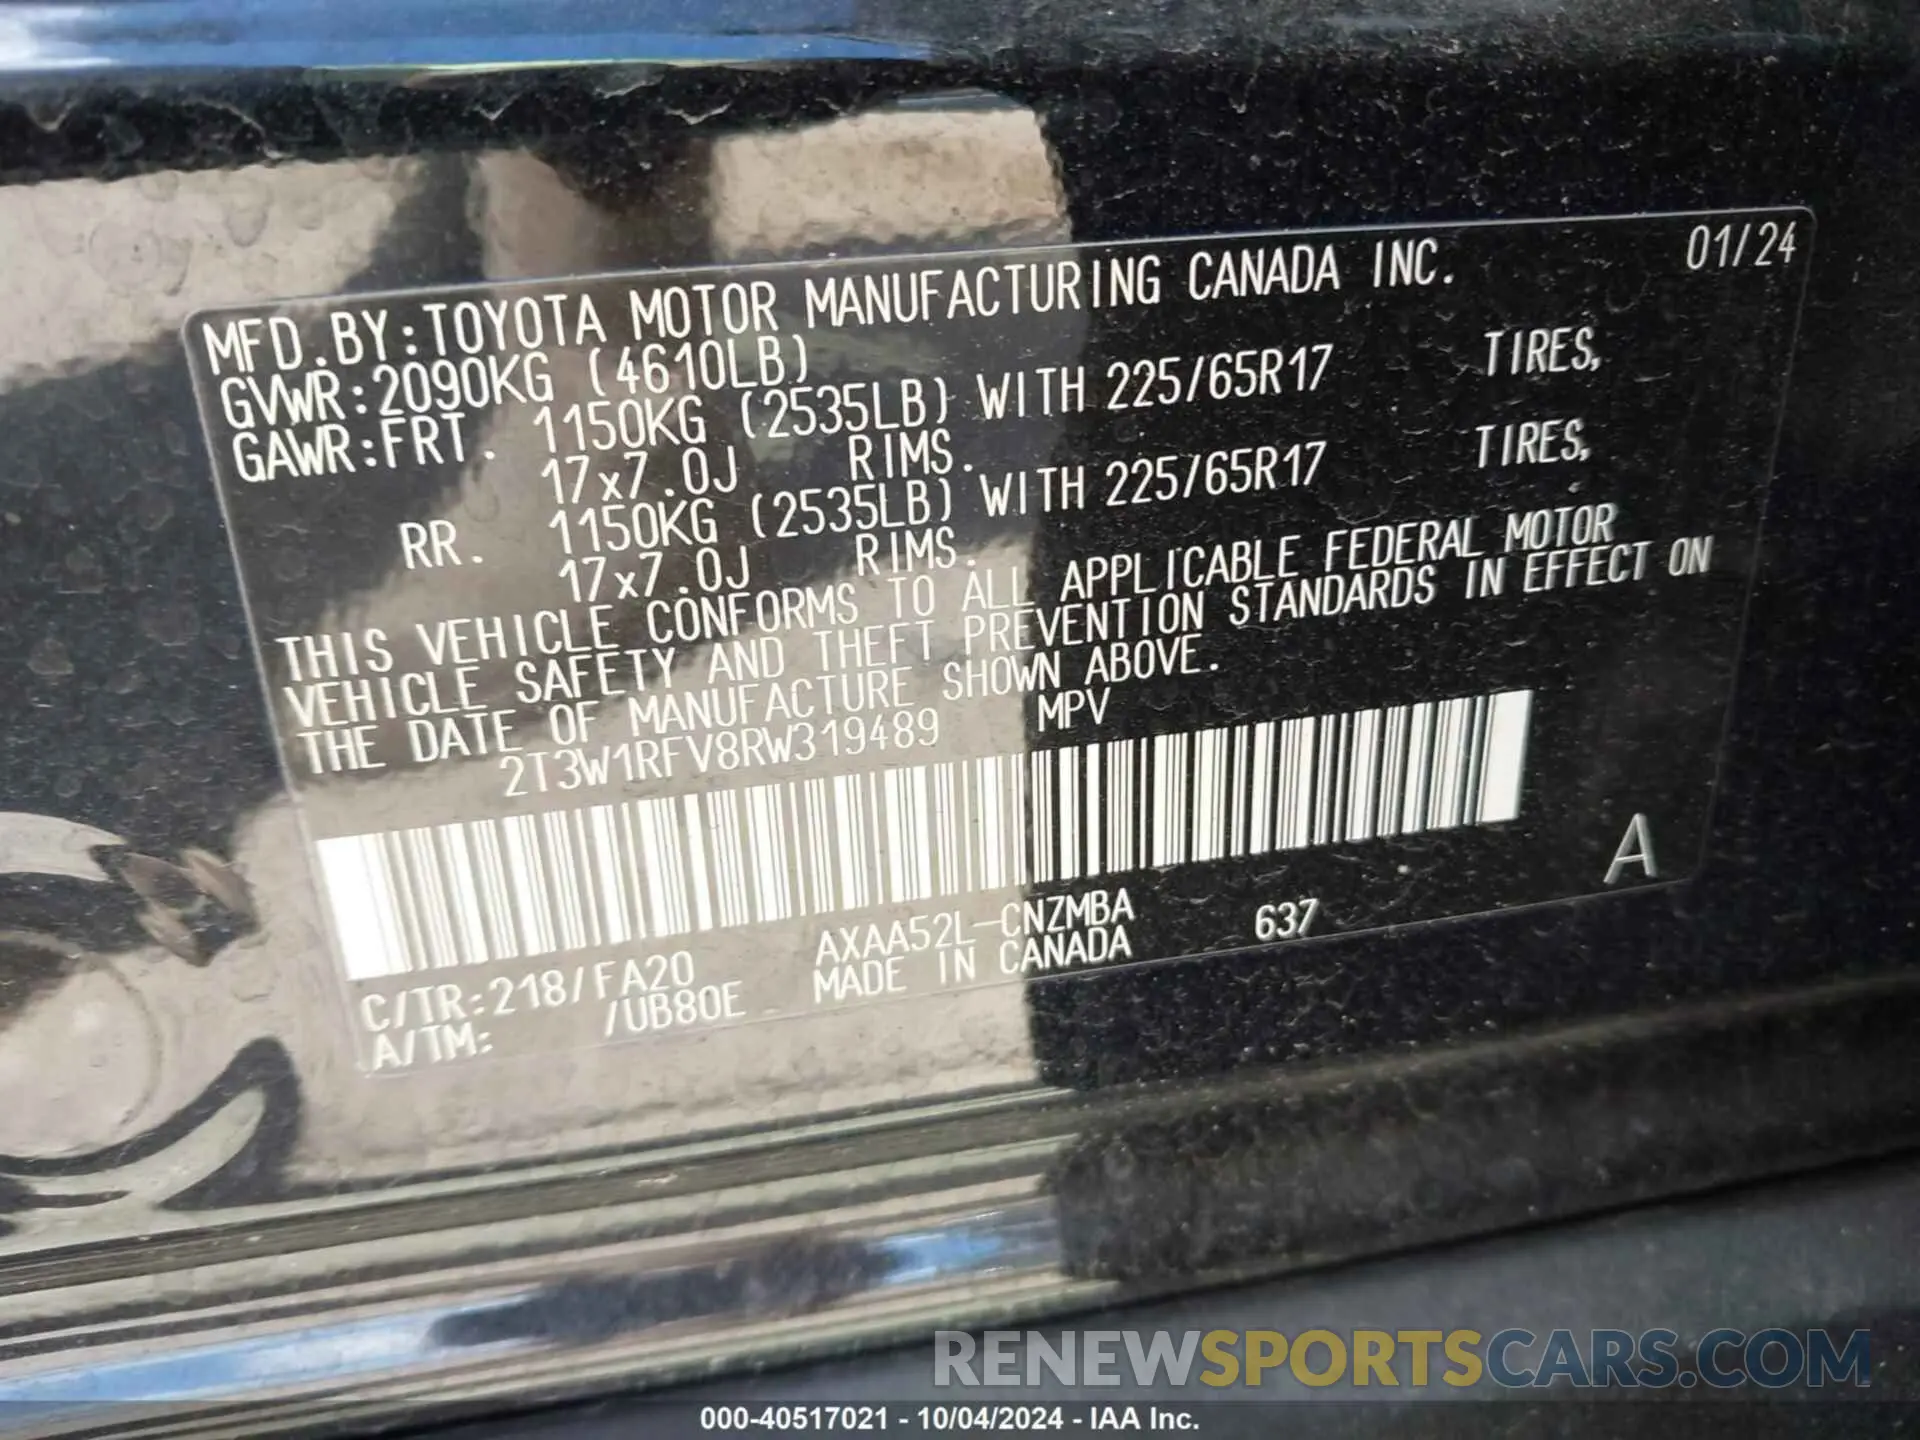 MFD.BY:TOYOTA MOTOR MANUFACTURING CANADA INC. 01/24
GVWR:2090KG (4610LB)
GAWR:FRT. 1150KG (2535LB) WITH 225/65R17 TIRES,
17x7.0J RIMS.
RR. 1150KG (2535LB) WITH 225/65R17 TIRES,
17x7.0J RIMS.
THIS VEHICLE CONFORMS TO ALL APPLICABLE FEDERAL MOTOR
VEHICLE SAFETY AND THEFT PREVENTION STANDARDS IN EFFECT ON
THE DATE OF MANUFACTURE SHOWN ABOVE.
2T3W1RFV8RW319489 MPV
A
C/TR:218/FA20 AXAA52L-CNZMBA 637
A/TM: /UB80E MADE IN CANADA
RENEWSPORTSCARS.COM
000-40517021 - 10/04/2024 - IAA Inc.